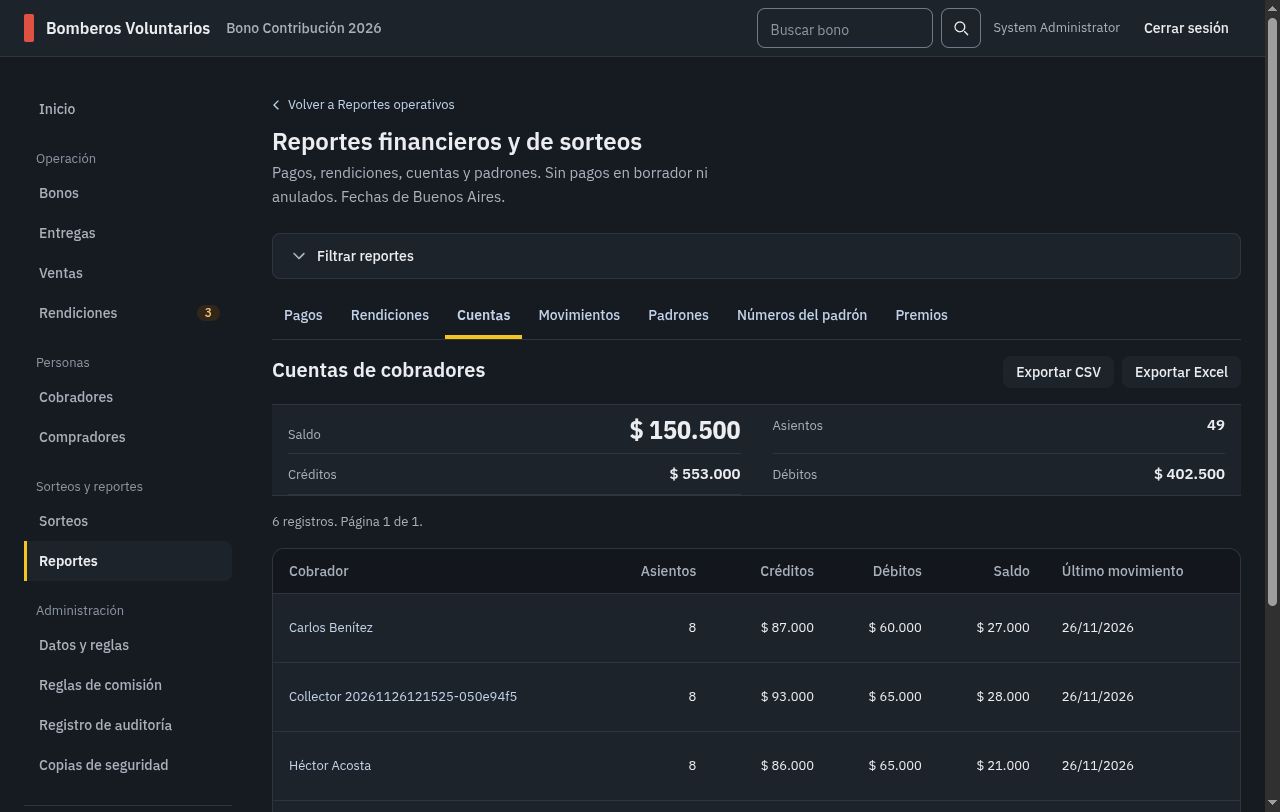 Bomberos Voluntarios Bono Contribución 2026 Buscar bono System Administrator Cerrar sesión
Inicio
Operación
Bonos
Entregas
Ventas
Rendiciones 3
Personas
Cobradores
Compradores
Sorteos y reportes
Sorteos
Reportes
Administración
Datos y reglas
Reglas de comisión
Registro de auditoría
Copias de seguridad
Volver a Reportes operativos
Reportes financieros y de sorteos
Pagos, rendiciones, cuentas y padrones. Sin pagos en borrador ni
anulados. Fechas de Buenos Aires.
Filtrar reportes
Pagos Rendiciones Cuentas Movimientos Padrones Números del padrón Premios
Cuentas de cobradores Exportar CSV Exportar Excel
Saldo $ 150.500 Asientos 49
Créditos $ 553.000 Débitos $ 402.500
6 registros. Página 1 de 1.
Cobrador Asientos Créditos Débitos Saldo Último movimiento
Carlos Benítez 8 $ 87.000 $ 60.000 $ 27.000 26/11/2026
Collector 20261126121525-050e94f5 8 $ 93.000 $ 65.000 $ 28.000 26/11/2026
Héctor Acosta 8 $ 86.000 $ 65.000 $ 21.000 26/11/2026